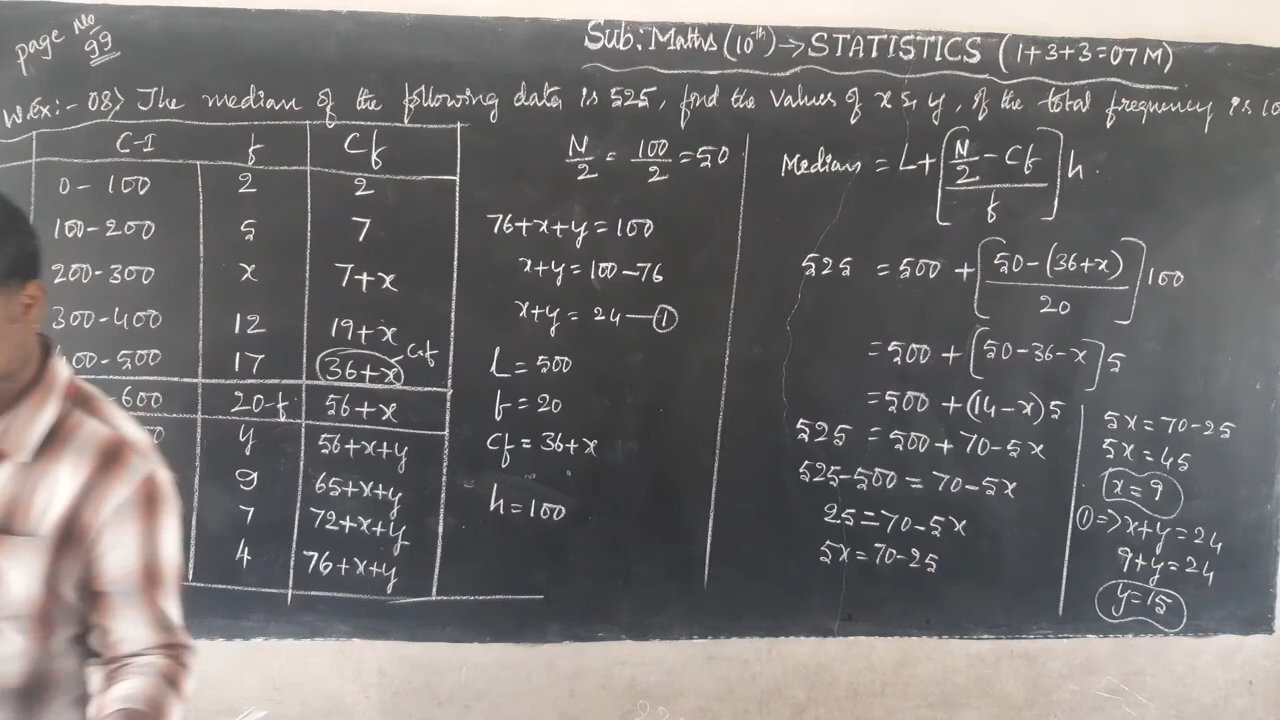 page No 99
Sub: Maths (10th) → STATISTICS (1+3+3=07M)
W.Ex:- 08) The median of the following data is 525, find the values of x & y, if the total frequency is 10
C-I f Cf
0-100 2 2
100-200 5 7
200-300 x 7+x
300-400 12 19+x
400-500 17 36+x Cf
-600 20-f 56+x
y 56+x+y
9 65+x+y
7 72+x+y
4 76+x+y
N/2 = 100/2 = 50
76+x+y=100
x+y=100-76
x+y=24—①
L=500
f=20
Cf=36+x
h=100
Median = L+[(N/2 - Cf)/f]h.
525 = 500 + [(50-(36+x))/20]100
=500 + [50-36-x]5
=500 + (14-x)5
525 = 500+70-5x
525-500=70-5x
25=70-5x
5x=70-25
5x=70-25
5x=45
x=9
①=>x+y=24
9+y=24
y=15